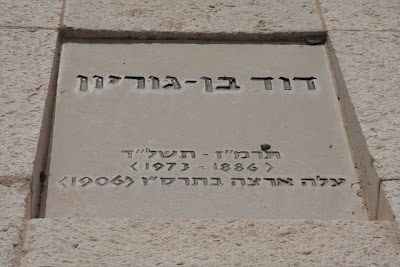 דוד בן-גוריון
תרמ"ז - תשל"ד
(1973 - 1886)
עלה ארצה בתרס"ו (1906)